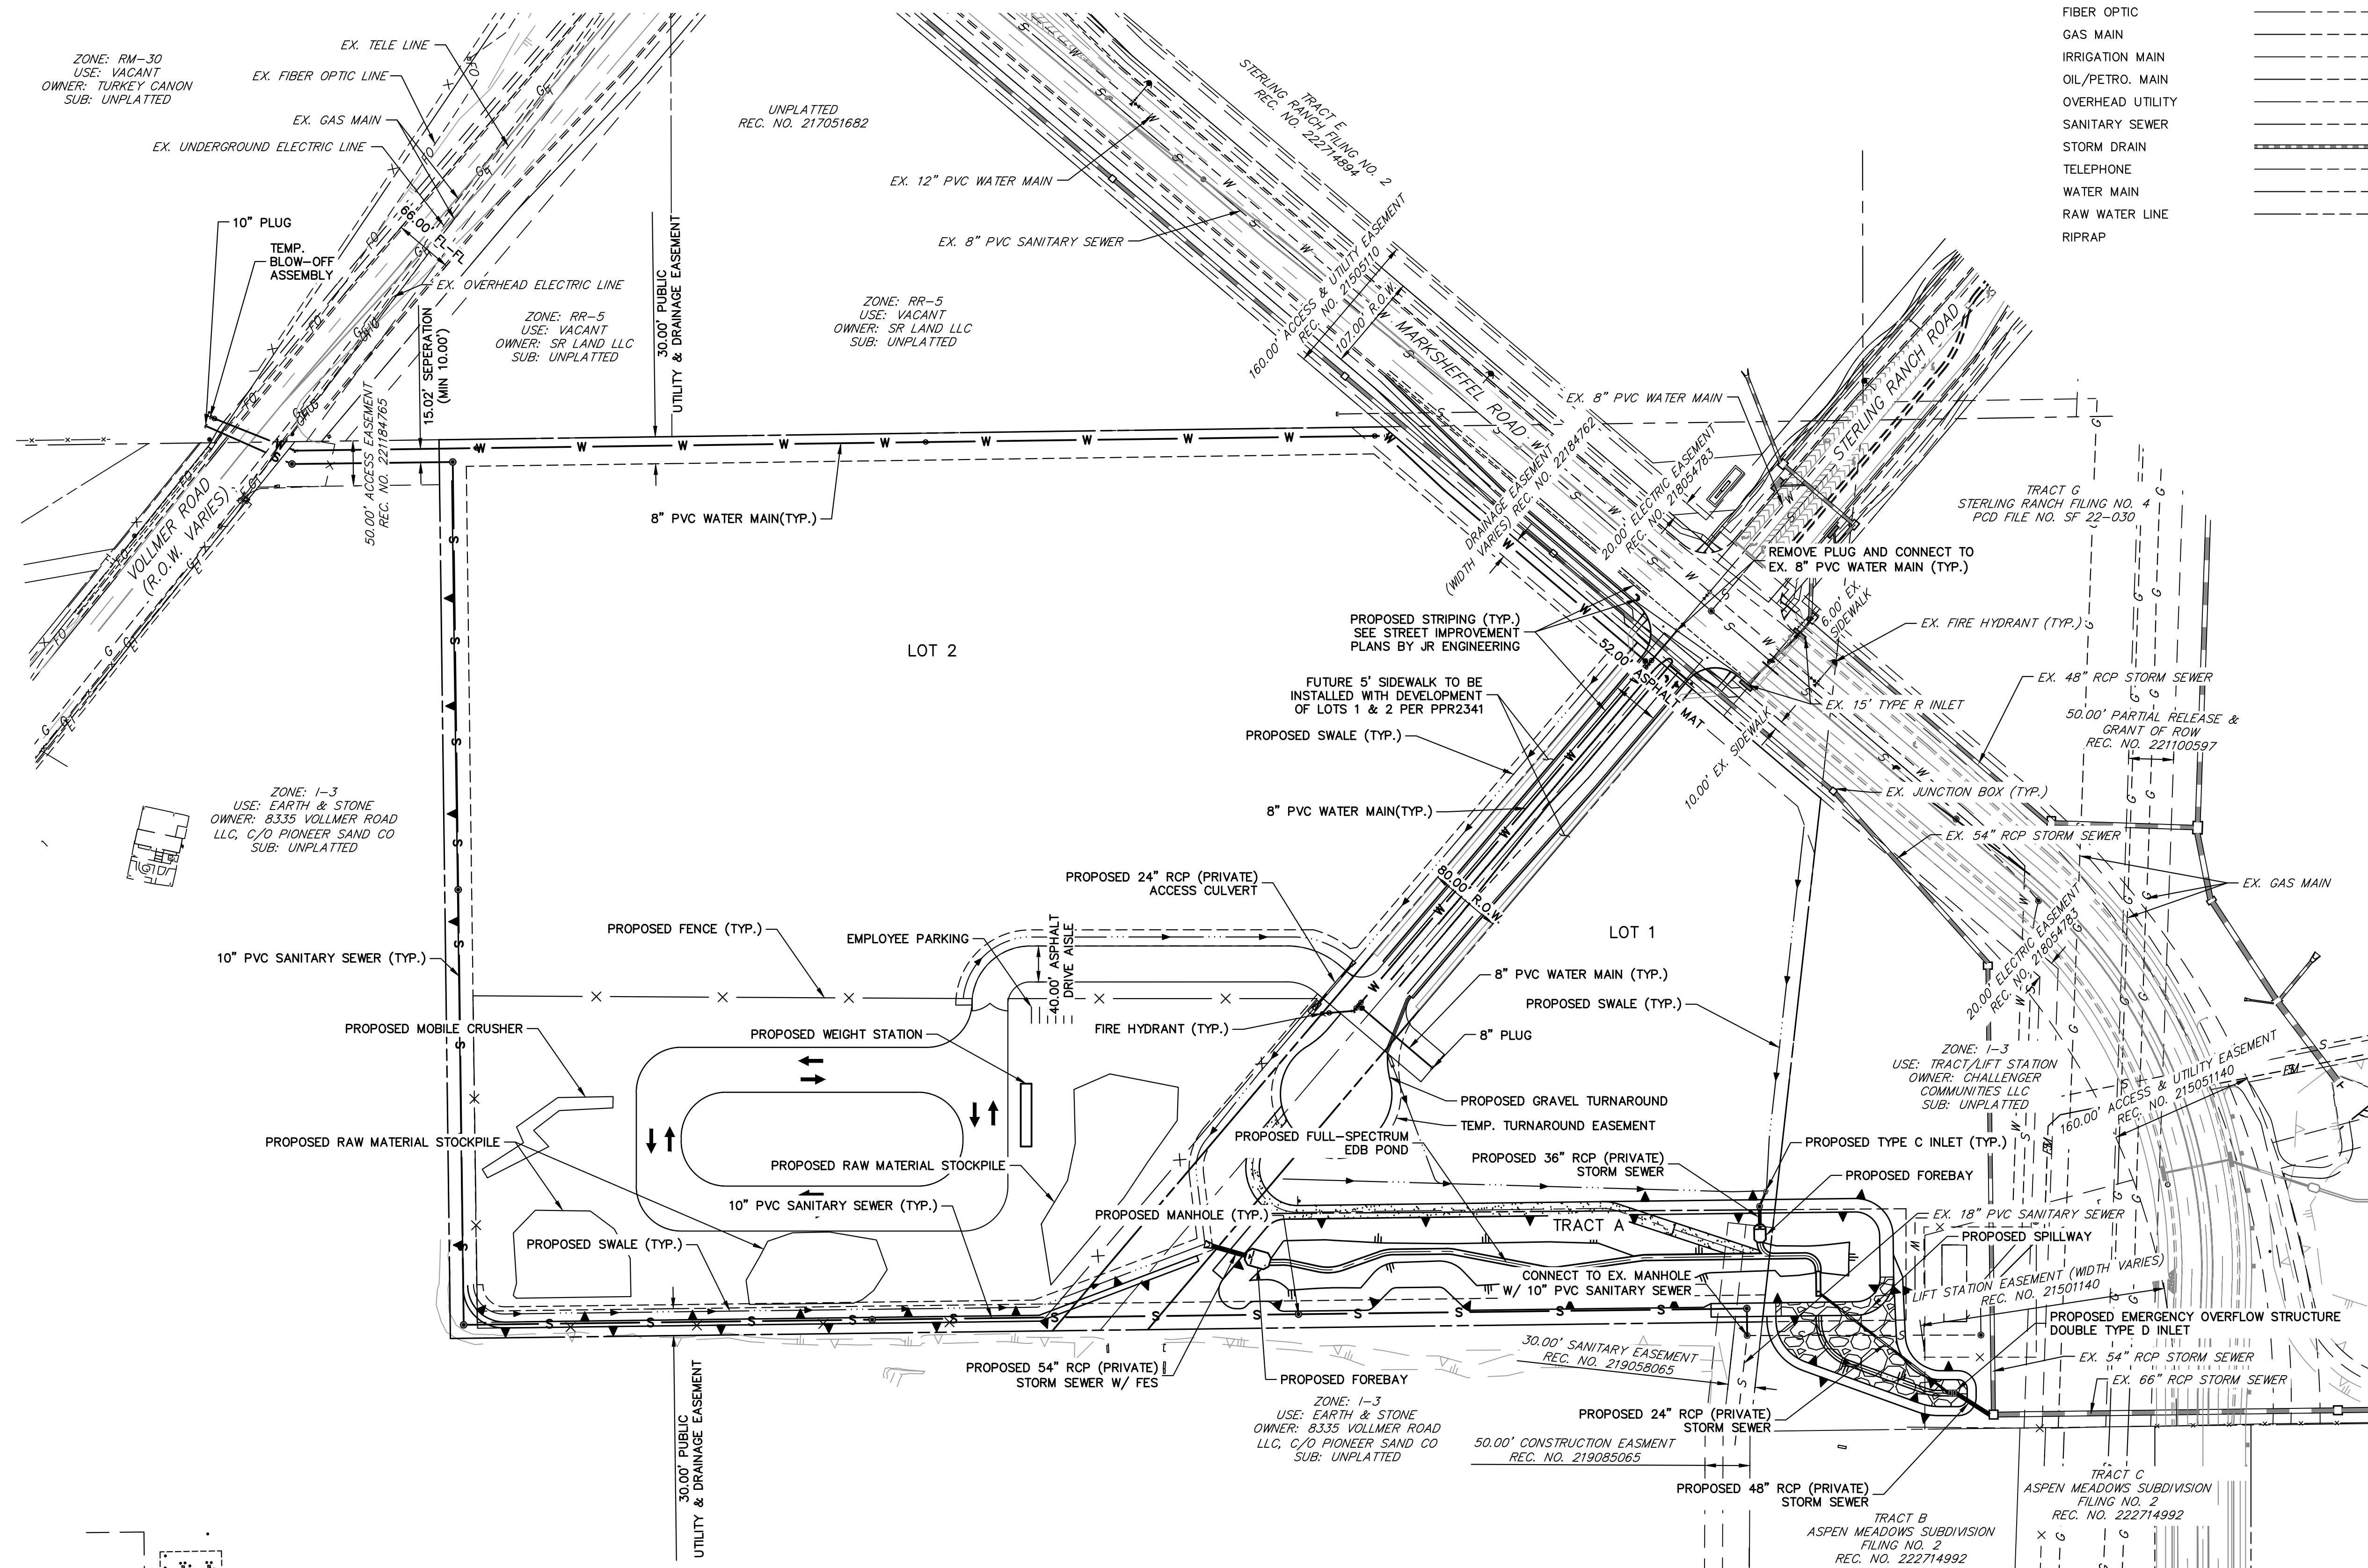 FIBER OPTIC
GAS MAIN
IRRIGATION MAIN
OIL/PETRO. MAIN
OVERHEAD UTILITY
SANITARY SEWER
STORM DRAIN
TELEPHONE
WATER MAIN
RAW WATER LINE
RIPRAP
ZONE: RM-30
USE: VACANT
OWNER: TURKEY CANON
SUB: UNPLATTED
EX. TELE LINE
EX. FIBER OPTIC LINE
EX. GAS MAIN
EX. UNDERGROUND ELECTRIC LINE
10" PLUG
TEMP.
BLOW-OFF
ASSEMBLY
66.00' FL-FL
EX. OVERHEAD ELECTRIC LINE
UNPLATTED
REC. NO. 217051682
EX. 12" PVC WATER MAIN
EX. 8" PVC SANITARY SEWER
TRACT E
STERLING RANCH FILING NO. 2
REC. NO. 222714894
ZONE: RR-5
USE: VACANT
OWNER: SR LAND LLC
SUB: UNPLATTED
ZONE: RR-5
USE: VACANT
OWNER: SR LAND LLC
SUB: UNPLATTED
15.02' SEPERATION
(MIN 10.00')
30.00' PUBLIC
UTILITY & DRAINAGE EASEMENT
50.00' ACCESS EASEMENT
REC. NO. 221184765
160.00' ACCESS & UTILITY EASEMENT
REC. NO. 21505110
107.00' R.O.W.
MARKSHEFFEL ROAD
STERLING RANCH ROAD
EX. 8" PVC WATER MAIN
VOLLMER ROAD
(R.O.W. VARIES)
8" PVC WATER MAIN(TYP.)
DRAINAGE EASEMENT
(WIDTH VARIES) REC. NO. 22184762
20.00' ELECTRIC EASEMENT
REC. NO. 218054783
TRACT G
STERLING RANCH FILING NO. 4
PCD FILE NO. SF 22-030
REMOVE PLUG AND CONNECT TO
EX. 8" PVC WATER MAIN (TYP.)
6.00' EX.
SIDEWALK
EX. FIRE HYDRANT (TYP.)
PROPOSED STRIPING (TYP.)
SEE STREET IMPROVEMENT
PLANS BY JR ENGINEERING
52.00' ASPHALT MAT
LOT 2
FUTURE 5' SIDEWALK TO BE
INSTALLED WITH DEVELOPMENT
OF LOTS 1 & 2 PER PPR2341
EX. 48" RCP STORM SEWER
EX. 15' TYPE R INLET
50.00' PARTIAL RELEASE &
GRANT OF ROW
REC. NO. 221100597
PROPOSED SWALE (TYP.)
10.00' EX. SIDEWALK
EX. JUNCTION BOX (TYP.)
ZONE: I-3
USE: EARTH & STONE
OWNER: 8335 VOLLMER ROAD
LLC, C/O PIONEER SAND CO
SUB: UNPLATTED
8" PVC WATER MAIN(TYP.)
EX. 54" RCP STORM SEWER
PROPOSED 24" RCP (PRIVATE)
ACCESS CULVERT
80.00' R.O.W.
EX. GAS MAIN
PROPOSED FENCE (TYP.)
EMPLOYEE PARKING
40.00' ASPHALT
DRIVE AISLE
LOT 1
20.00' ELECTRIC EASEMENT
REC. NO. 218054783
10" PVC SANITARY SEWER (TYP.)
8" PVC WATER MAIN (TYP.)
PROPOSED SWALE (TYP.)
PROPOSED MOBILE CRUSHER
PROPOSED WEIGHT STATION
FIRE HYDRANT (TYP.)
8" PLUG
ZONE: I-3
USE: TRACT/LIFT STATION
OWNER: CHALLENGER
COMMUNITIES LLC
SUB: UNPLATTED
160.00' ACCESS & UTILITY EASEMENT
REC. NO. 215051140
PROPOSED GRAVEL TURNAROUND
TEMP. TURNAROUND EASEMENT
PROPOSED RAW MATERIAL STOCKPILE
PROPOSED FULL-SPECTRUM
EDB POND
PROPOSED TYPE C INLET (TYP.)
PROPOSED RAW MATERIAL STOCKPILE
PROPOSED 36" RCP (PRIVATE)
STORM SEWER
PROPOSED FOREBAY
10" PVC SANITARY SEWER (TYP.)
PROPOSED MANHOLE (TYP.)
TRACT A
EX. 18" PVC SANITARY SEWER
PROPOSED SPILLWAY
PROPOSED SWALE (TYP.)
CONNECT TO EX. MANHOLE
W/ 10" PVC SANITARY SEWER
LIFT STATION EASEMENT (WIDTH VARIES)
REC. NO. 21501140
PROPOSED EMERGENCY OVERFLOW STRUCTURE
DOUBLE TYPE D INLET
30.00' SANITARY EASEMENT
REC. NO. 219058065
EX. 54" RCP STORM SEWER
PROPOSED 54" RCP (PRIVATE)
STORM SEWER W/ FES
PROPOSED FOREBAY
EX. 66" RCP STORM SEWER
30.00' PUBLIC
UTILITY & DRAINAGE EASEMENT
ZONE: I-3
USE: EARTH & STONE
OWNER: 8335 VOLLMER ROAD
LLC, C/O PIONEER SAND CO
SUB: UNPLATTED
PROPOSED 24" RCP (PRIVATE)
STORM SEWER
50.00' CONSTRUCTION EASMENT
REC. NO. 219085065
PROPOSED 48" RCP (PRIVATE)
STORM SEWER
TRACT C
ASPEN MEADOWS SUBDIVISION
FILING NO. 2
REC. NO. 222714992
TRACT B
ASPEN MEADOWS SUBDIVISION
FILING NO. 2
REC. NO. 222714992